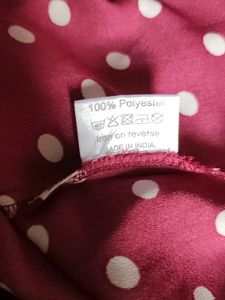 100% Polyester
Iron on reverse
MADE IN INDIA